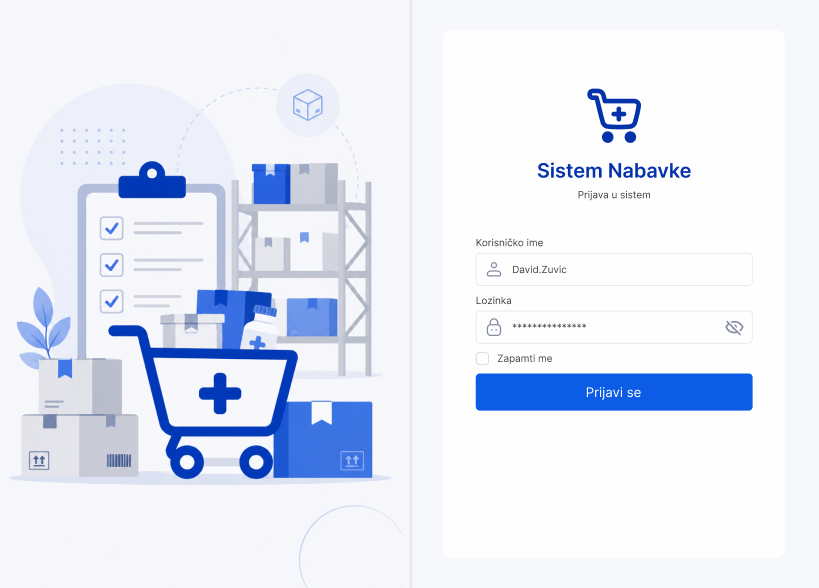 Sistem Nabavke
Prijava u sistem
Korisničko ime
David.Zuvic
Lozinka
***************
Zapamti me
Prijavi se